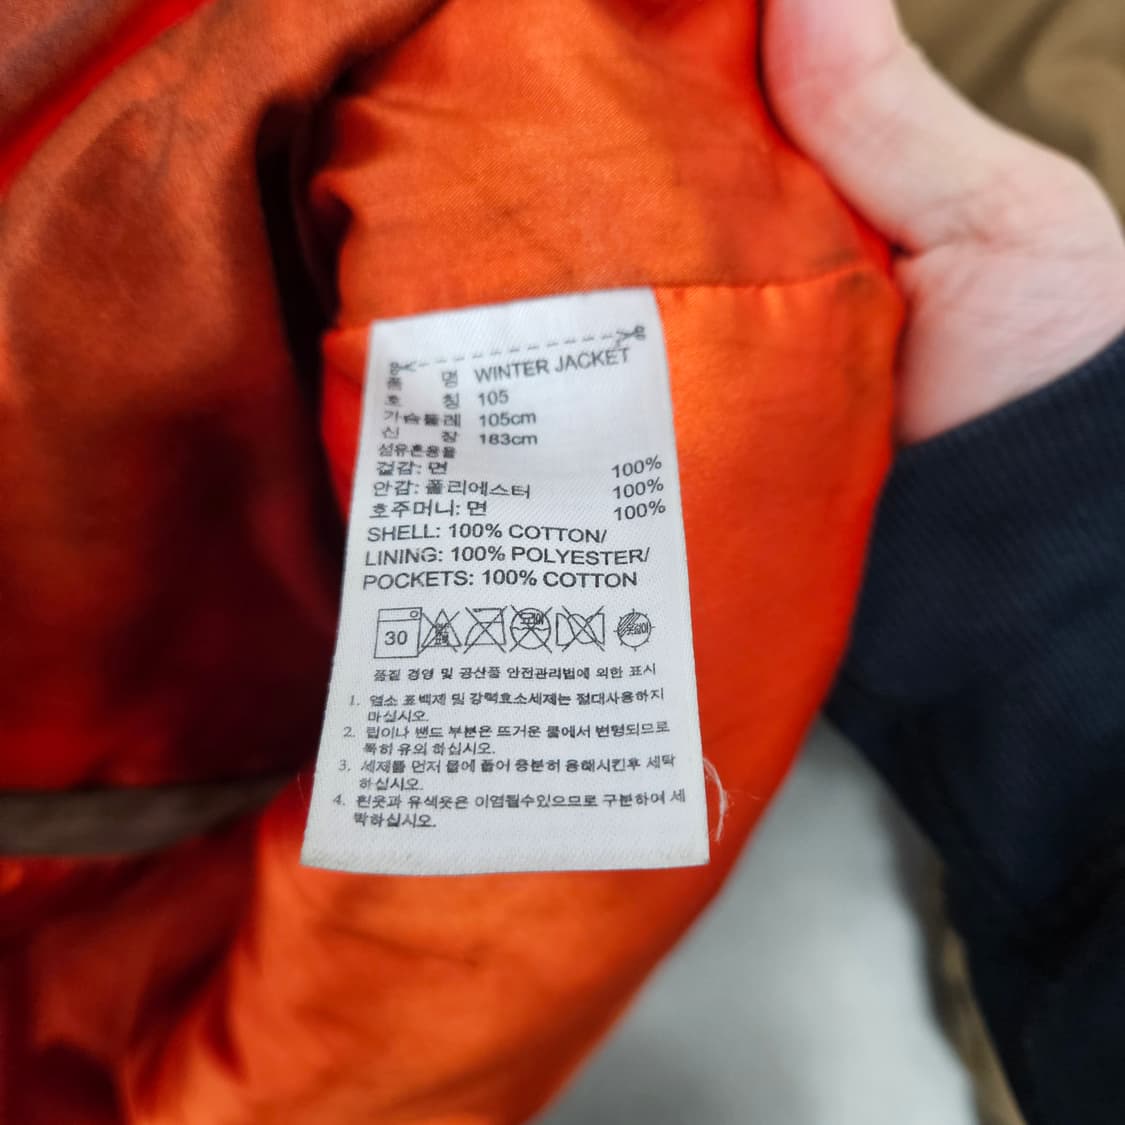 품 명 WINTER JACKET
호 칭 105
가슴둘레 105cm
신 장 183cm
섬유혼용율
겉감: 면 100%
안감: 폴리에스터 100%
호주머니: 면 100%
SHELL: 100% COTTON/
LINING: 100% POLYESTER/
POCKETS: 100% COTTON
30
품질 경영 및 공산품 안전관리법에 의한 표시
1. 염소 표백제 및 강력효소세제는 절대사용하지
마십시오.
2. 립이나 밴드 부분은 뜨거운 물에서 변형되므로
특히 유의 하십시오.
3. 세제를 먼저 물에 풀어 충분히 용해시킨후 세탁
하십시오.
4. 흰옷과 유색옷은 이염될수있으므로 구분하여 세
탁하십시오.